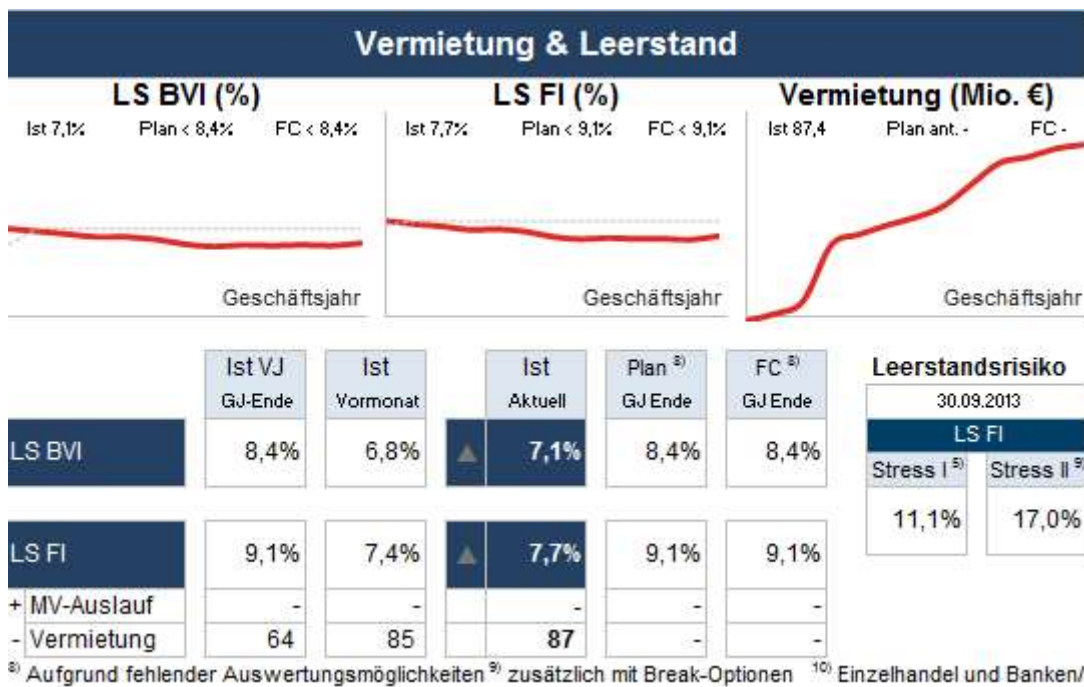 Vermietung & Leerstand
LS BVI (%) LS FI (%) Vermietung (Mio. €)
Ist 7,1% Plan < 8,4% FC < 8,4% Ist 7,7% Plan < 9,1% FC < 9,1% Ist 87,4 Plan ant. - FC -
Geschäftsjahr Geschäftsjahr Geschäftsjahr
Ist VJ Ist Ist Plan 8) FC 8) Leerstandsrisiko
GJ-Ende Vormonat Aktuell GJ Ende GJ Ende 30.09.2013
LS FI
LS BVI 8,4% 6,8% ▲ 7,1% 8,4% 8,4%
Stress I 5) Stress II 9)
11,1% 17,0%
LS FI 9,1% 7,4% ▲ 7,7% 9,1% 9,1%
+ MV-Auslauf - - - - -
- Vermietung 64 85 87 - -
8) Aufgrund fehlender Auswertungsmöglichkeiten 9) zusätzlich mit Break-Optionen 10) Einzelhandel und Banken/